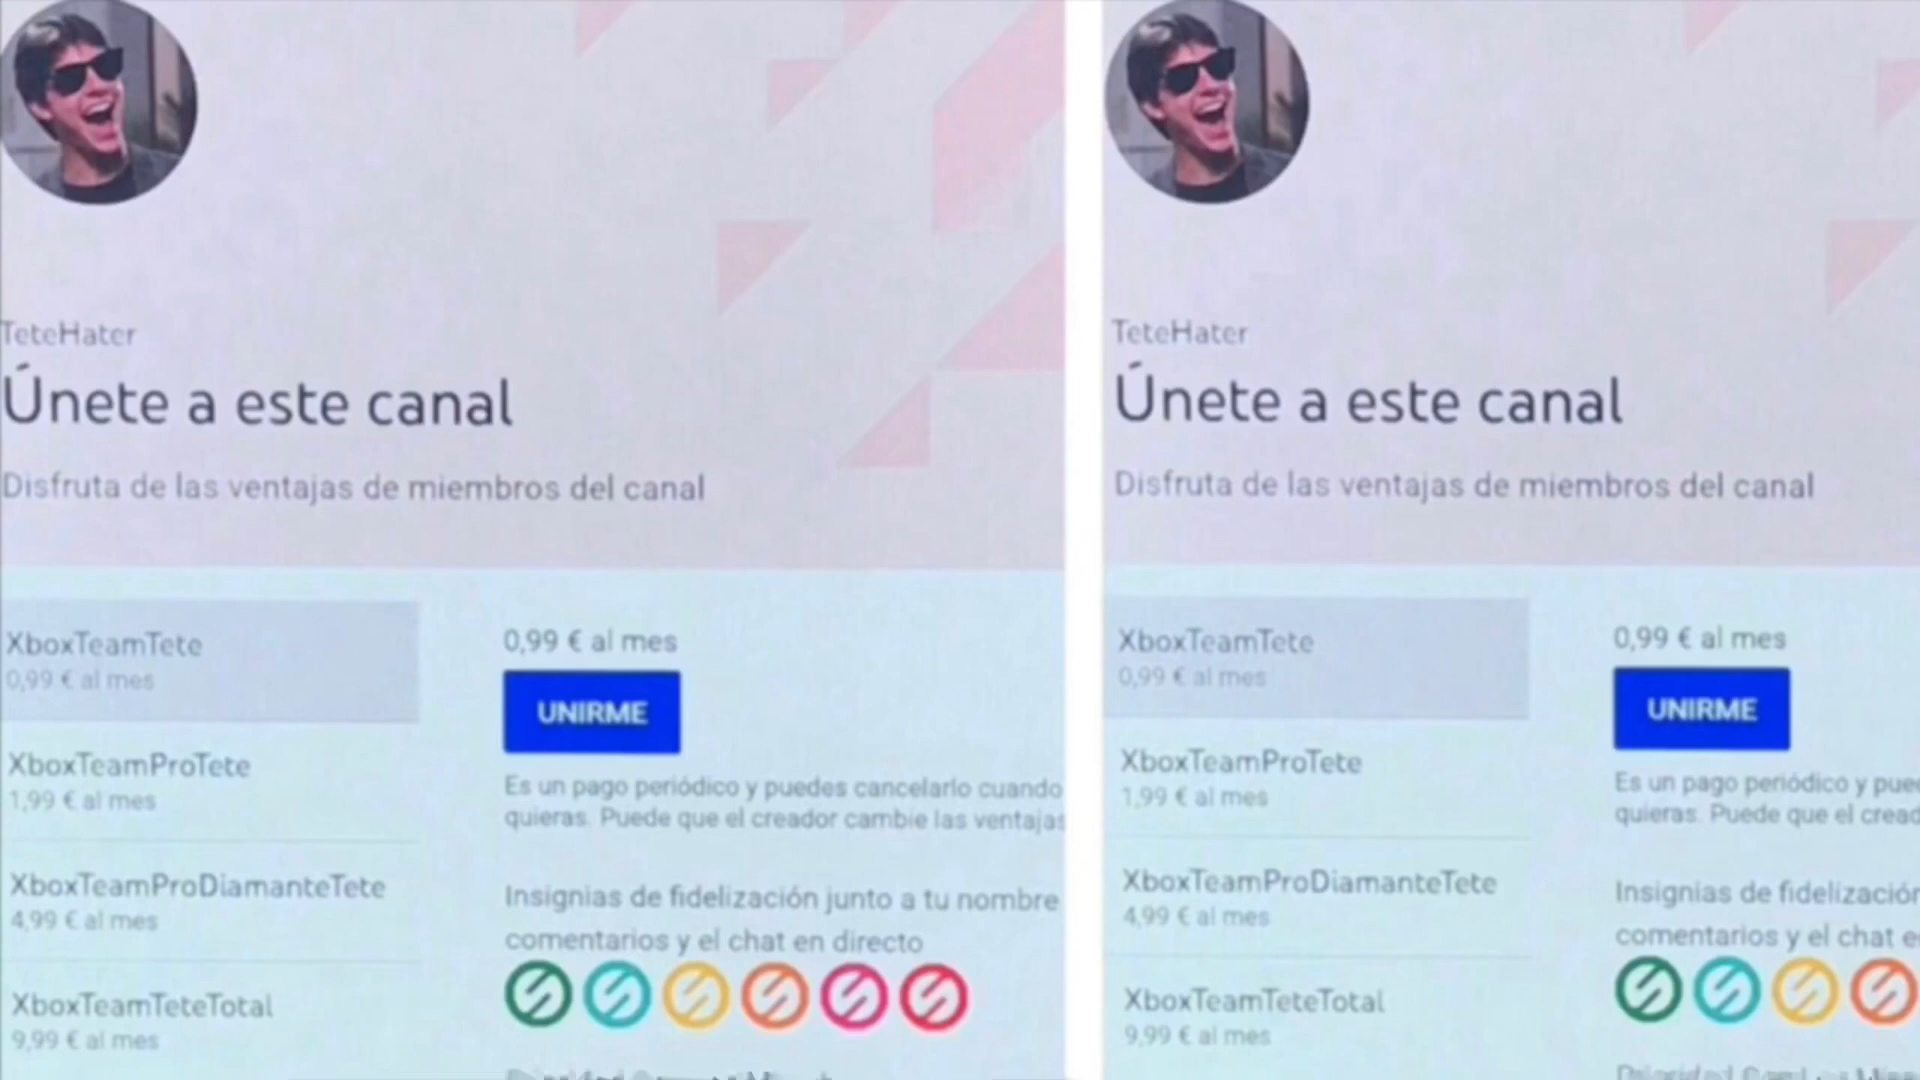 TeteHater
Únete a este canal
Disfruta de las ventajas de miembros del canal
XboxTeamTete
0,99 € al mes
XboxTeamProTete
1,99 € al mes
XboxTeamProDiamanteTete
4,99 € al mes
XboxTeamTeteTotal
9,99 € al mes
0,99 € al mes
UNIRME
Es un pago periódico y puedes cancelarlo cuando
quieras. Puede que el creador cambie las ventajas
Insignias de fidelización junto a tu nombre
comentarios y el chat en directo
TeteHater
Únete a este canal
Disfruta de las ventajas de miembros del canal
XboxTeamTete
0,99 € al mes
XboxTeamProTete
1,99 € al mes
XboxTeamProDiamanteTete
4,99 € al mes
XboxTeamTeteTotal
9,99 € al mes
0,99 € al mes
UNIRME
Es un pago periódico y
quieras. Puede que el
Insignias de fidelización
comentarios y el chat